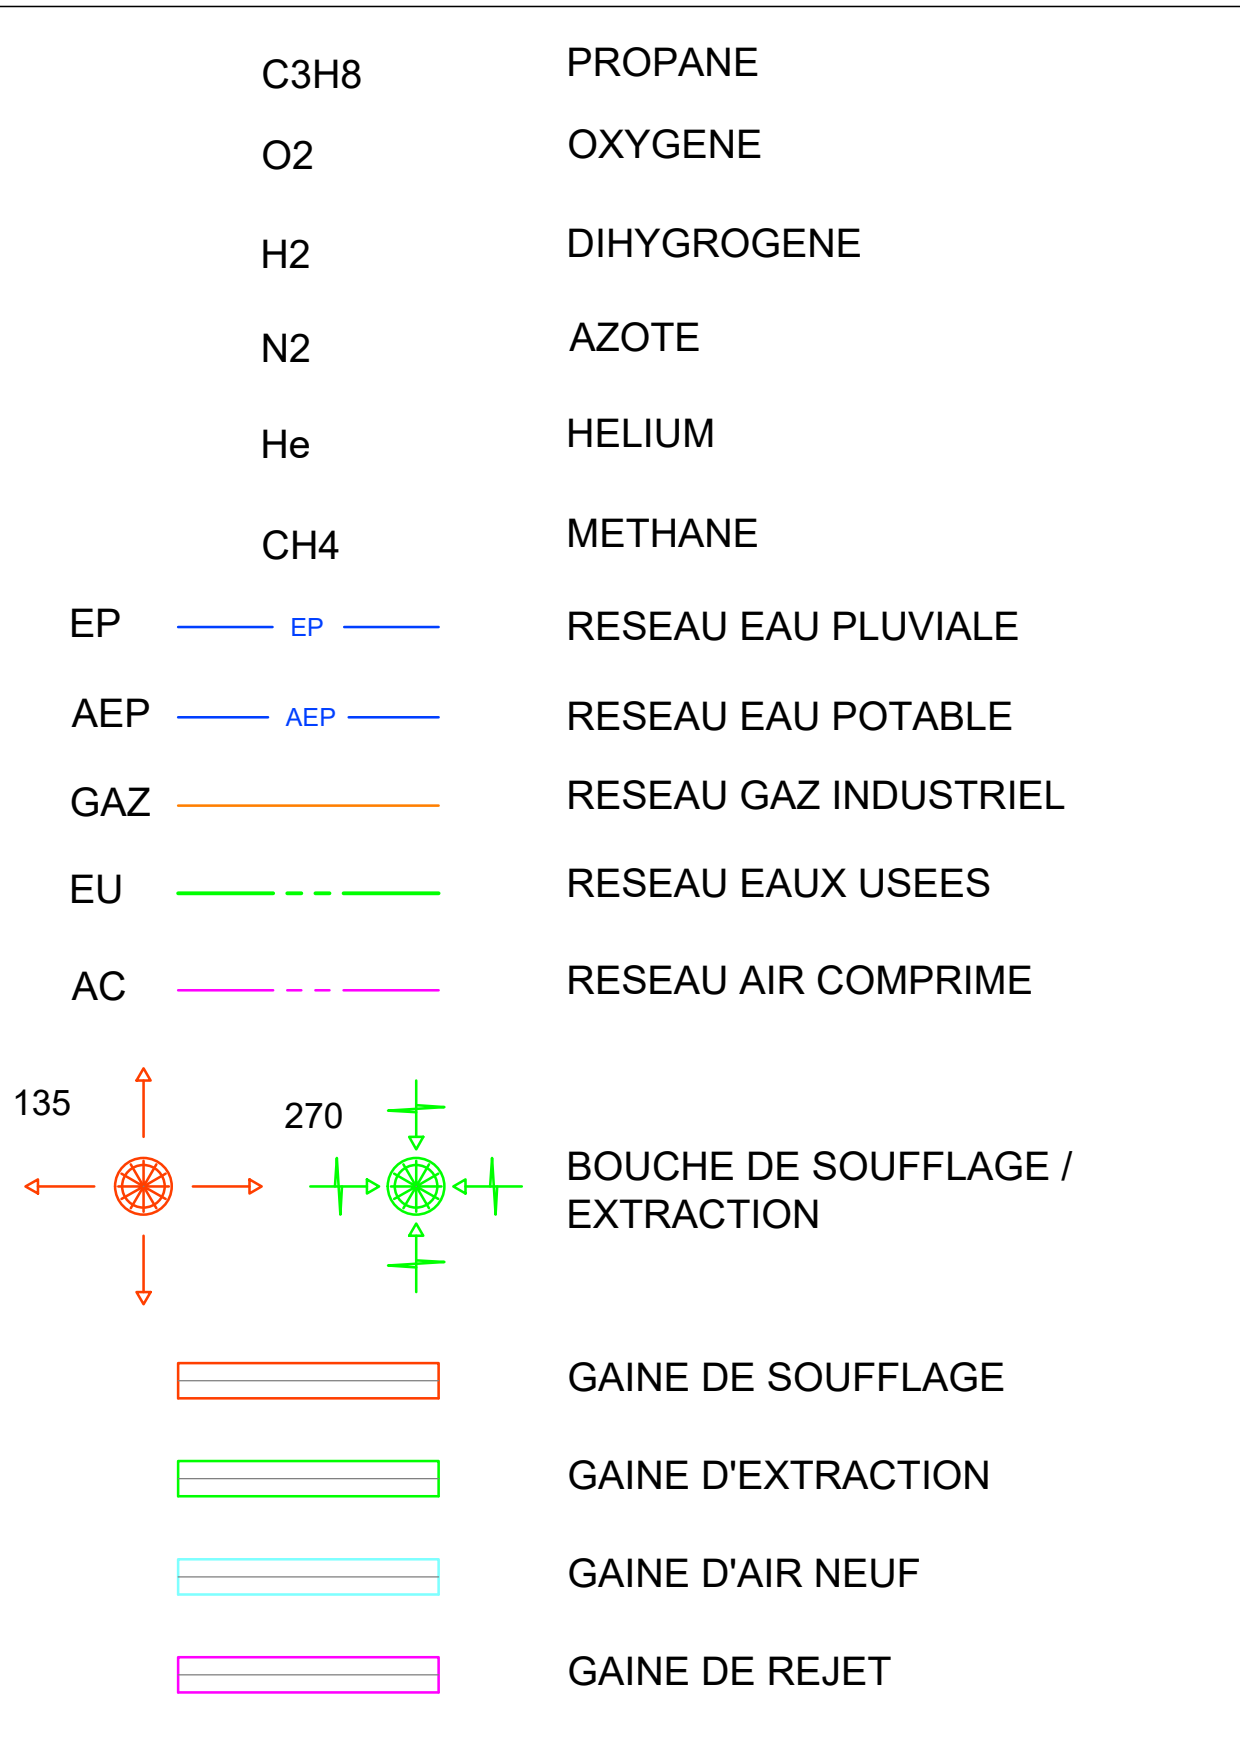 C3H8 PROPANE
O2 OXYGENE
H2 DIHYGROGENE
N2 AZOTE
He HELIUM
CH4 METHANE
EP EP RESEAU EAU PLUVIALE
AEP AEP RESEAU EAU POTABLE
GAZ RESEAU GAZ INDUSTRIEL
EU RESEAU EAUX USEES
AC RESEAU AIR COMPRIME
135 270
BOUCHE DE SOUFFLAGE /
EXTRACTION
GAINE DE SOUFFLAGE
GAINE D'EXTRACTION
GAINE D'AIR NEUF
GAINE DE REJET